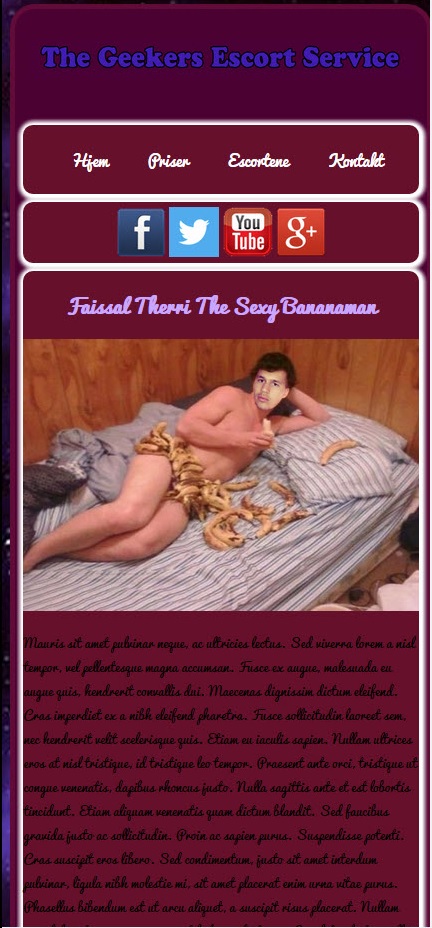 The Geekers Escort Service
Hjem Priser Escortene Kontakt
f You Tube g+
Faissal Therri The Sexy Bananaman
Mauris sit amet pulvinar neque, ac ultricies lectus. Sed viverra lorem a nisl
tempor, vel pellentesque magna accumsan. Fusce ex augue, malesuada eu
augue quis, hendrerit convallis dui. Maecenas dignissim dictum eleifend.
Cras imperdiet ex a nibh eleifend pharetra. Fusce sollicitudin laoreet sem,
nec hendrerit velit scelerisque quis. Etiam eu iaculis sapien. Nullam ultrices
eros at nisl tristique, id tristique leo tempor. Praesent ante orci, tristique ut
congue venenatis, dapibus rhoncus justo. Nulla sagittis ante et est lobortis
tincidunt. Etiam aliquam venenatis quam dictum blandit. Sed faucibus
gravida justo ac sollicitudin. Proin ac sapien purus. Suspendisse potenti.
Cras suscipit eros libero. Sed condimentum, justo sit amet interdum
pulvinar, ligula nibh molestie mi, sit amet placerat enim urna vitae purus.
Phasellus bibendum est at arcu aliquet, a suscipit risus placerat. Nullam